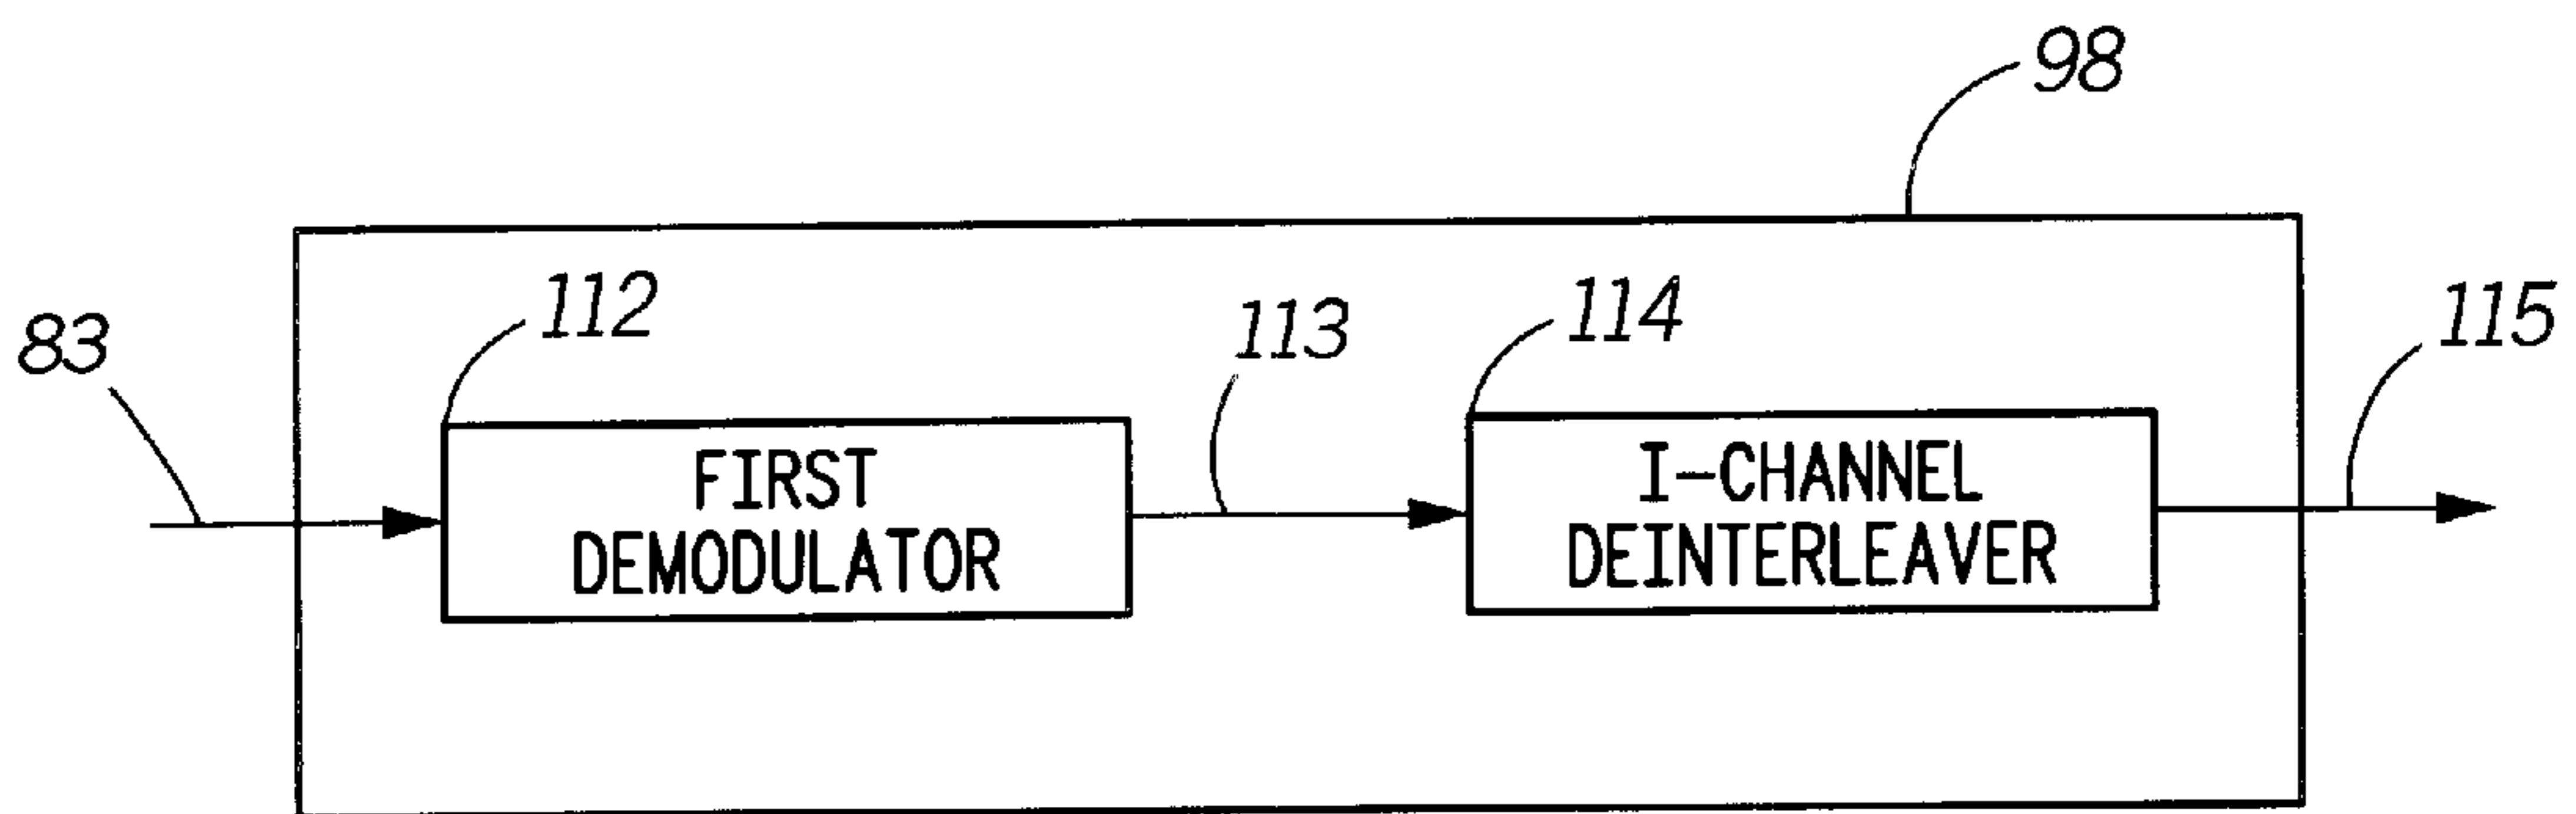 98
83
112
113
114
115
FIRST
DEMODULATOR
I-CHANNEL
DEINTERLEAVER